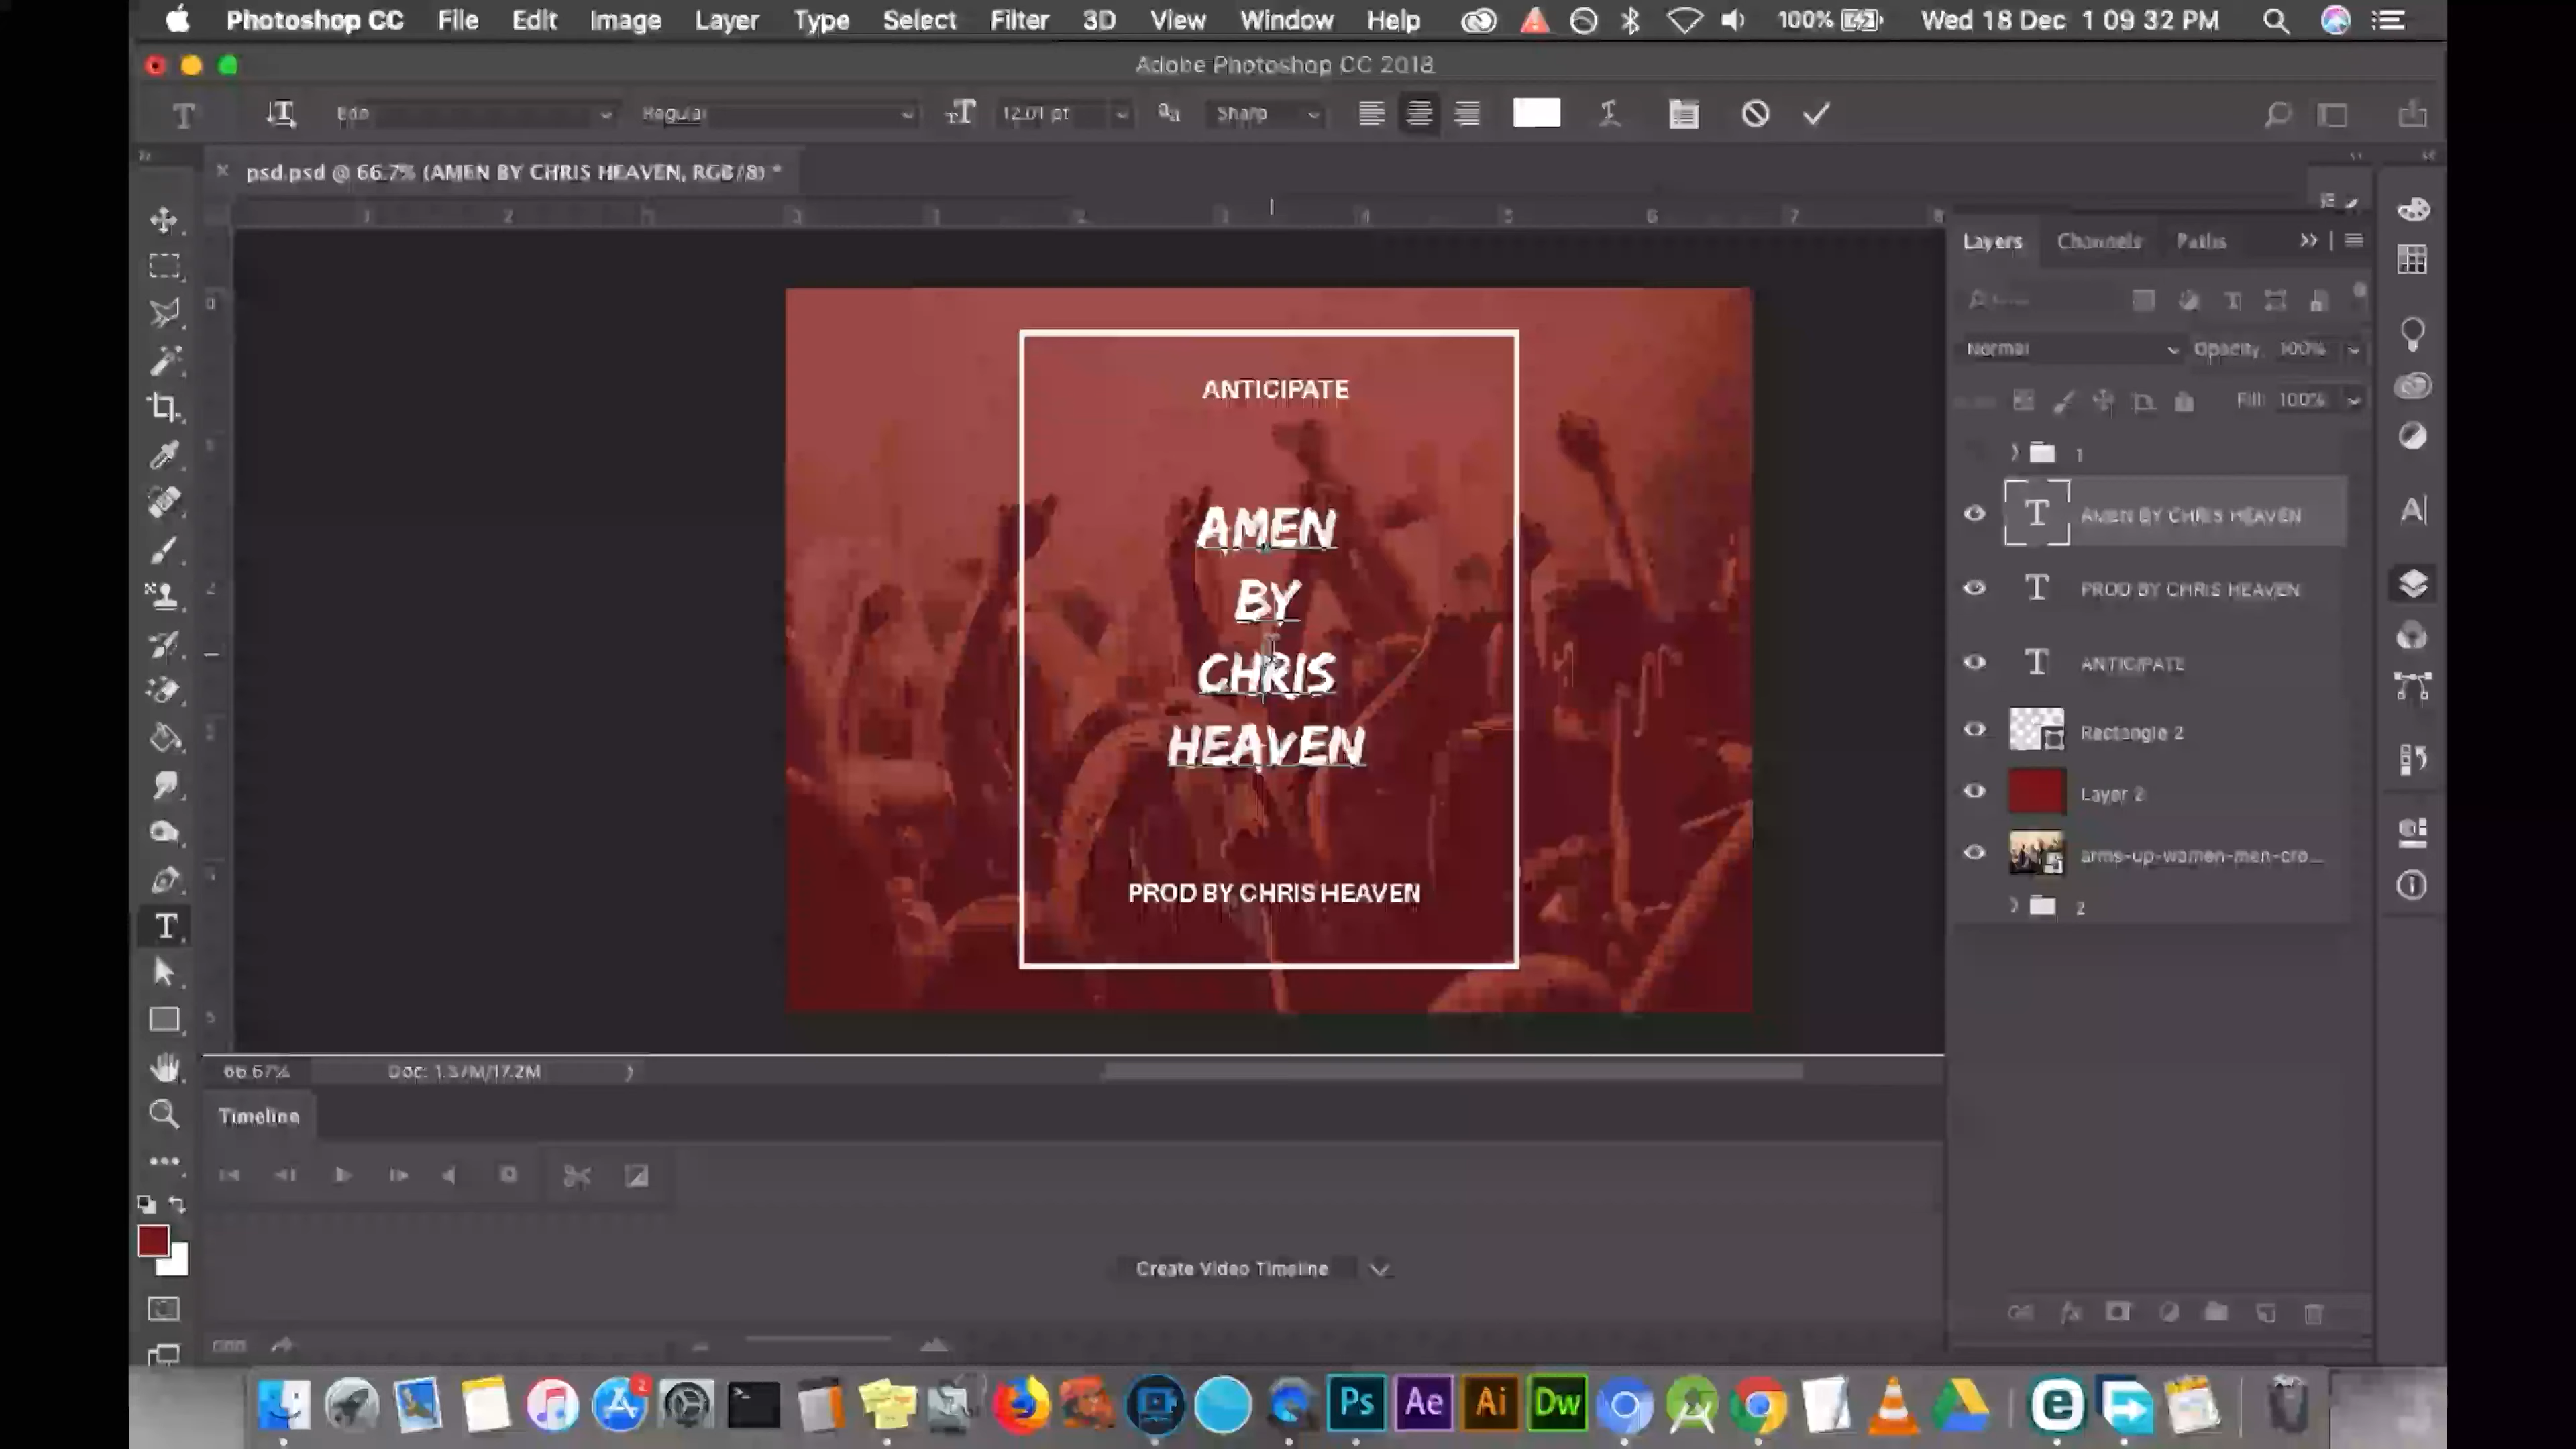 Photoshop CC File Edit Image Layer Type Select Filter 3D View Window Help 100% Wed 18 Dec 1 09 32 PM
Adobe Photoshop CC 2018
Regular 12.01 pt Sharp
psd.psd @ 66.7% (AMEN BY CHRIS HEAVEN, RGB/8) *
Layers Channels Paths
Normal Opacity: 100%
Fill: 100%
1
AMEN BY CHRIS HEAVEN
PROD BY CHRIS HEAVEN
ANTICIPATE
Rectangle 2
Layer 2
arms-up-women-men-cro...
2
ANTICIPATE
AMEN
BY
CHRIS
HEAVEN
PROD BY CHRIS HEAVEN
66.67% Doc: 1.37M/17.2M
Timeline
Create Video Timeline
2
Ps Ae Ai Dw